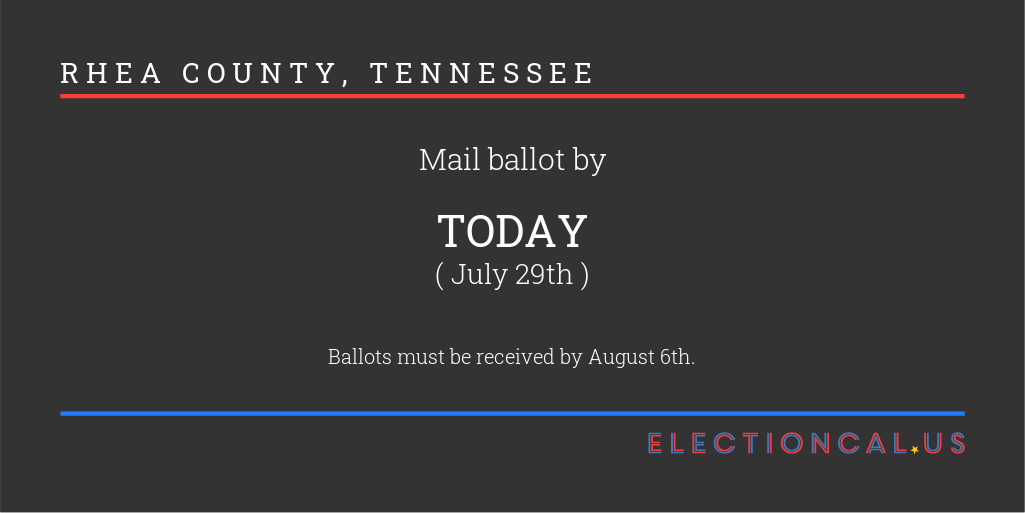 RHEA COUNTY, TENNESSEE
Mail ballot by
TODAY
( July 29th )
Ballots must be received by August 6th.
ELECTIONCAL.US